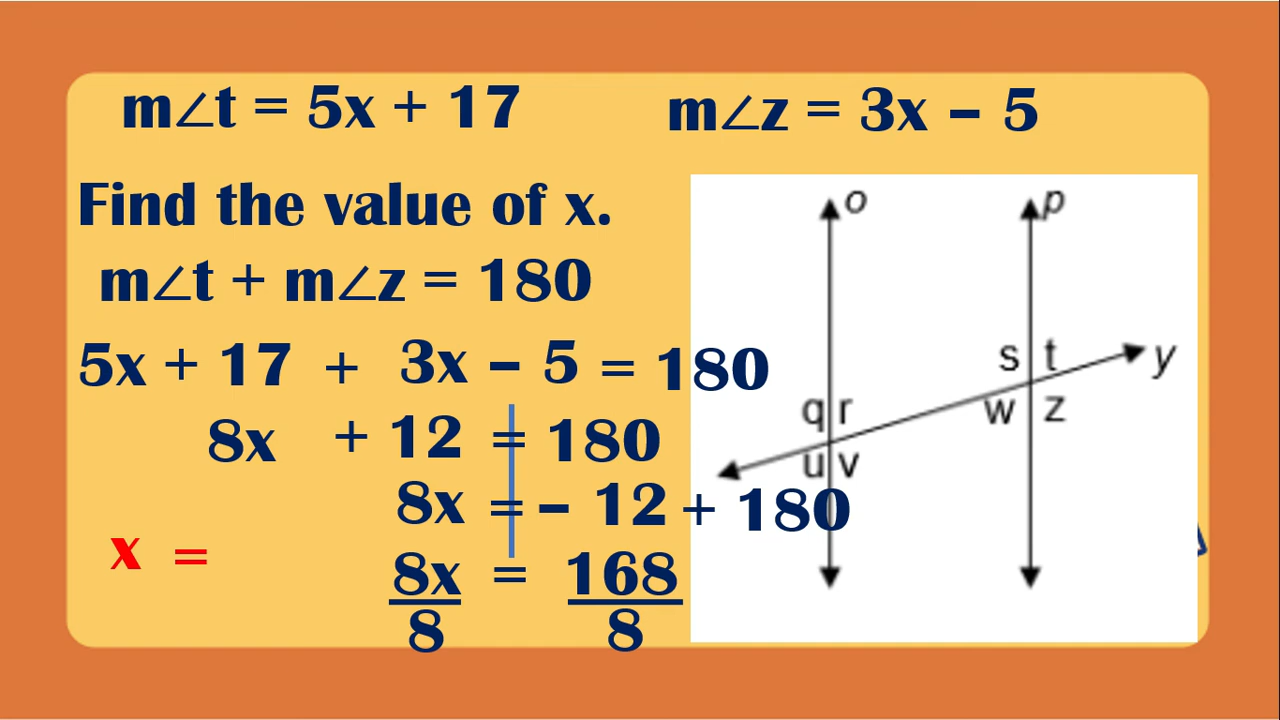 m∠t = 5x + 17
m∠z = 3x – 5
Find the value of x.
m∠t + m∠z = 180
5x + 17 + 3x – 5 = 180
8x + 12 = 180
8x = – 12 + 180
8x = 168
8 8
x =
o p
s t y
q r w z
u v